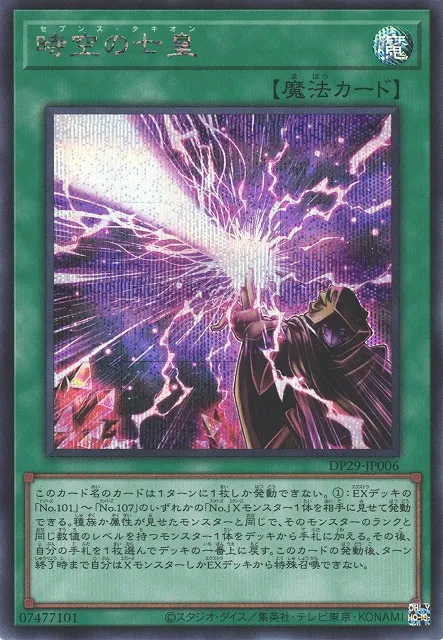 セブンス・タキオン
時空の七皇
魔
【魔法カード】
DP29-JP006
このカード名のカードは1ターンに1枚しか発動できない。①:EXデッキの
「No.101」~「No.107」のいずれかの「No.」Xモンスター1体を相手に見せて発動
できる。種族か属性が見せたモンスターと同じで、そのモンスターのランク
と同じ数値のレベルを持つモンスター1体をデッキから手札に加える。その後、
自分の手札を1枚選んでデッキの一番上に戻す。このカードの発動後、ターン
終了時まで自分はXモンスターしかEXデッキから特殊召喚できない。
07477101
©スタジオ・ダイス/集英社・テレビ東京・KONAMI